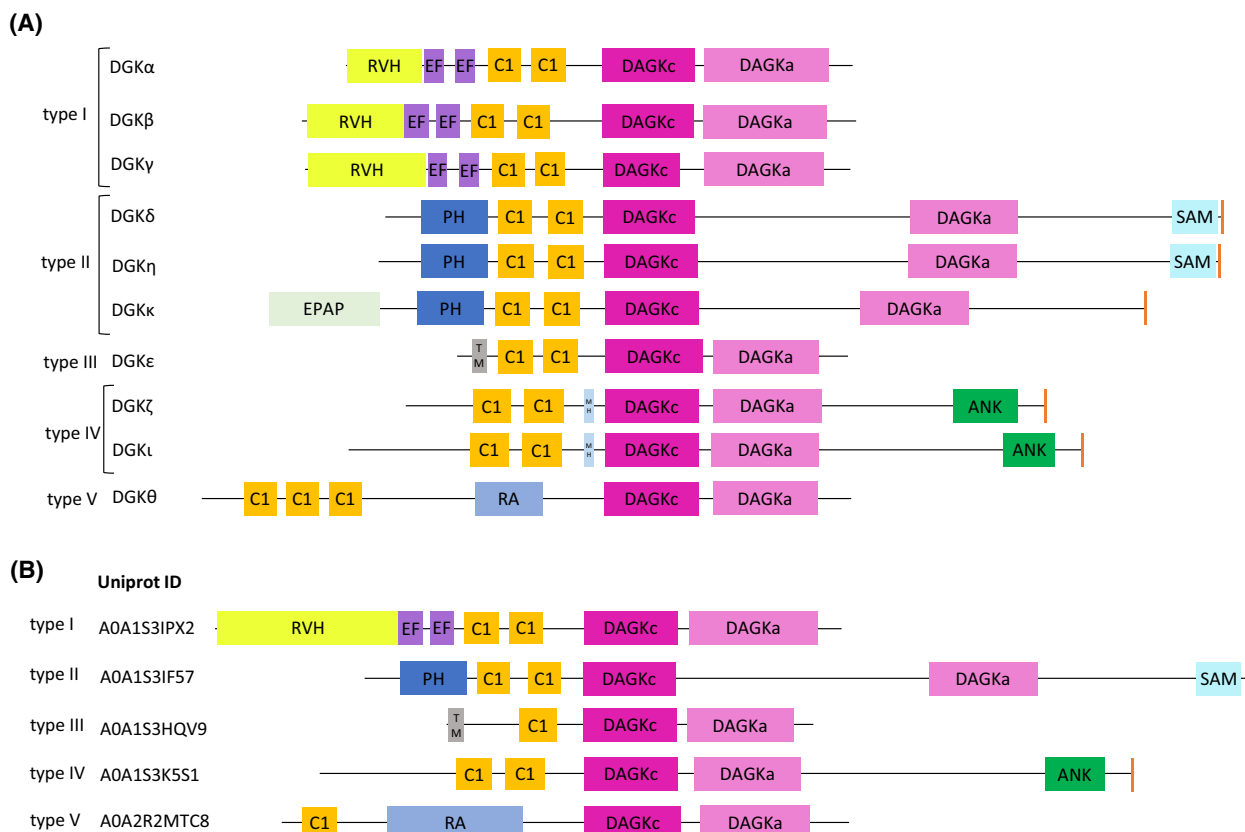 (A)
DGKα RVH EF EF C1 C1 DAGKc DAGKa
type I DGKβ RVH EF EF C1 C1 DAGKc DAGKa
DGKγ RVH EF EF C1 C1 DAGKc DAGKa
DGKδ PH C1 C1 DAGKc DAGKa SAM
type II DGKη PH C1 C1 DAGKc DAGKa SAM
DGKκ EPAP PH C1 C1 DAGKc DAGKa
type III DGKε TM C1 C1 DAGKc DAGKa
DGKζ C1 C1 MH DAGKc DAGKa ANK
type IV
DGKι C1 C1 MH DAGKc DAGKa ANK
type V DGKθ C1 C1 C1 RA DAGKc DAGKa
(B)
Uniprot ID
type I A0A1S3IPX2 RVH EF EF C1 C1 DAGKc DAGKa
type II A0A1S3IF57 PH C1 C1 DAGKc DAGKa SAM
type III A0A1S3HQV9 TM C1 DAGKc DAGKa
type IV A0A1S3K5S1 C1 C1 DAGKc DAGKa ANK
type V A0A2R2MTC8 C1 RA DAGKc DAGKa